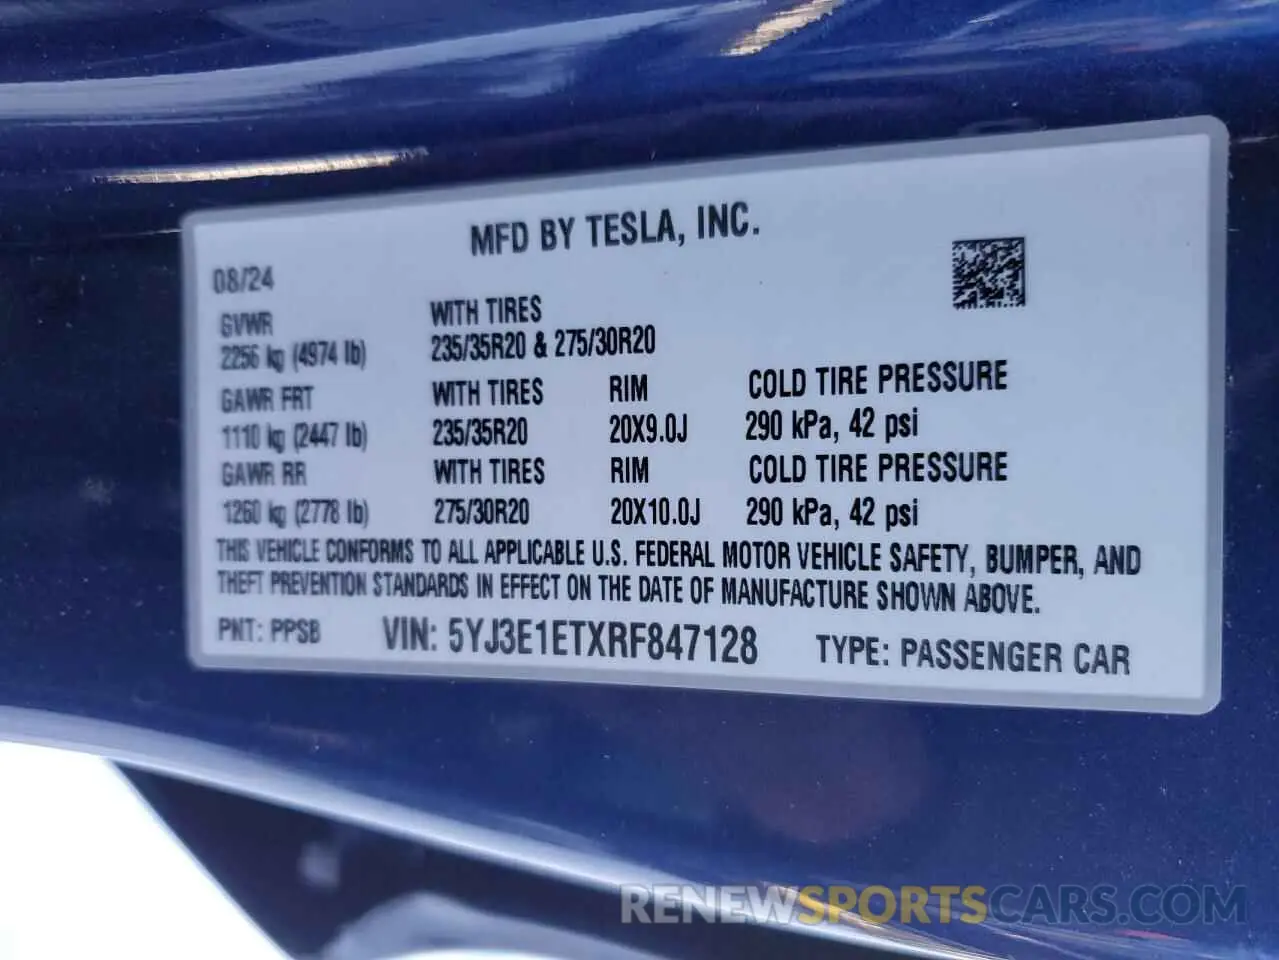 MFD BY TESLA, INC.
08/24
GVWR WITH TIRES
2256 kg (4974 lb) 235/35R20 & 275/30R20
GAWR FRT WITH TIRES RIM COLD TIRE PRESSURE
1110 kg (2447 lb) 235/35R20 20X9.0J 290 kPa, 42 psi
GAWR RR WITH TIRES RIM COLD TIRE PRESSURE
1260 kg (2778 lb) 275/30R20 20X10.0J 290 kPa, 42 psi
THIS VEHICLE CONFORMS TO ALL APPLICABLE U.S. FEDERAL MOTOR VEHICLE SAFETY, BUMPER, AND
THEFT PREVENTION STANDARDS IN EFFECT ON THE DATE OF MANUFACTURE SHOWN ABOVE.
PNT: PPSB VIN: 5YJ3E1ETXRF847128 TYPE: PASSENGER CAR
RENEWSPORTSCARS.COM